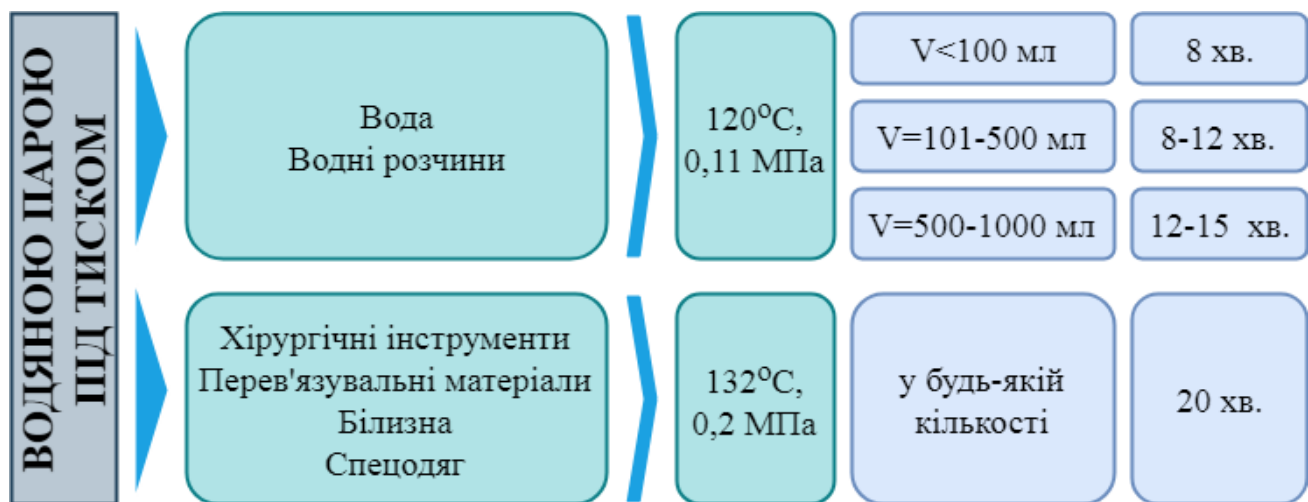 ВОДЯНОЮ ПАРОЮ
ПІД ТИСКОМ
Вода
Водні розчини
120⁰С,
0,11 МПа
V<100 мл
8 хв.
V=101-500 мл
8-12 хв.
V=500-1000 мл
12-15 хв.
Хірургічні інструменти
Перев'язувальні матеріали
Білизна
Спецодяг
132⁰С,
0,2 МПа
у будь-якій
кількості
20 хв.